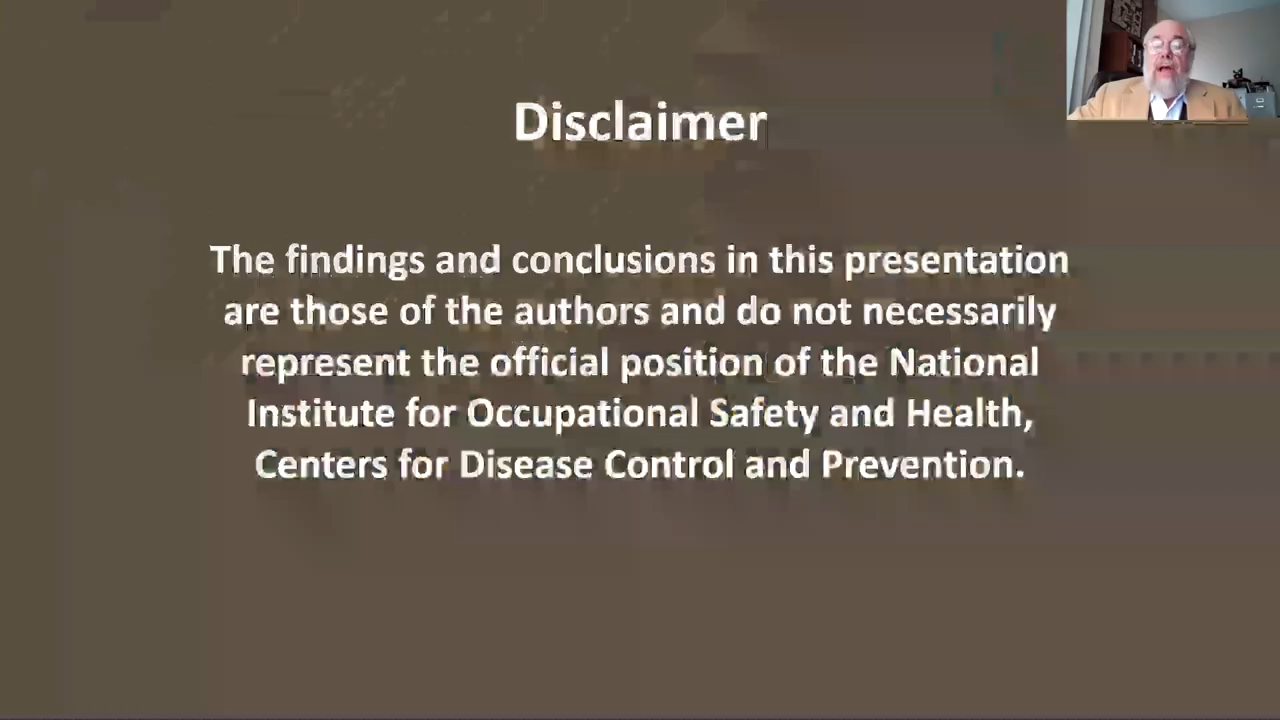 Disclaimer
The findings and conclusions in this presentation
are those of the authors and do not necessarily
represent the official position of the National
Institute for Occupational Safety and Health,
Centers for Disease Control and Prevention.